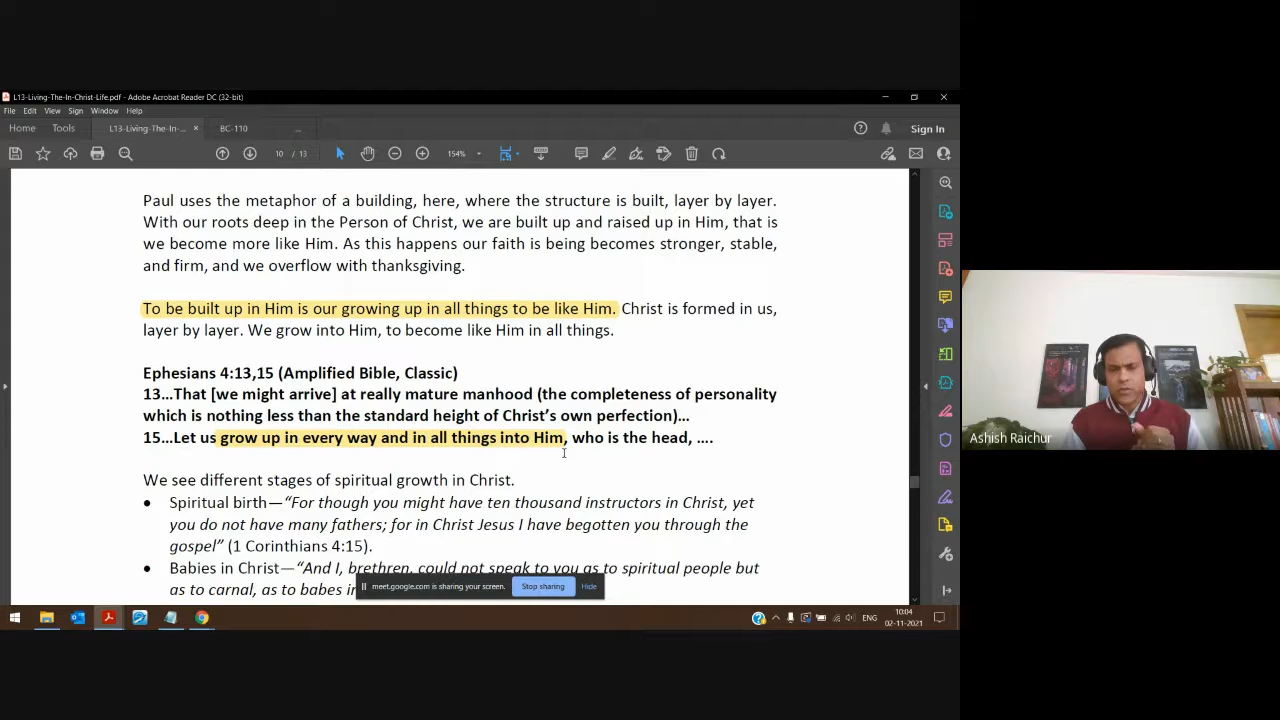 L13-Living-The-In-Christ-Life.pdf - Adobe Acrobat Reader DC (32-bit)
File Edit View Sign Window Help
Home Tools L13-Living-The-In-... × BC-110 ... Sign In
10 / 13 154%
Paul uses the metaphor of a building, here, where the structure is built, layer by layer.
With our roots deep in the Person of Christ, we are built up and raised up in Him, that is
we become more like Him. As this happens our faith is being becomes stronger, stable,
and firm, and we overflow with thanksgiving.
To be built up in Him is our growing up in all things to be like Him. Christ is formed in us,
layer by layer. We grow into Him, to become like Him in all things.
Ephesians 4:13,15 (Amplified Bible, Classic)
13...That [we might arrive] at really mature manhood (the completeness of personality
which is nothing less than the standard height of Christ's own perfection)...
15...Let us grow up in every way and in all things into Him, who is the head, ....
We see different stages of spiritual growth in Christ.
• Spiritual birth—“For though you might have ten thousand instructors in Christ, yet
you do not have many fathers; for in Christ Jesus I have begotten you through the
gospel” (1 Corinthians 4:15).
• Babies in Christ—“And I, brethren, could not speak to you as to spiritual people but
as to carnal, as to babes in
meet.google.com is sharing your screen. Stop sharing Hide
ENG
10:04
02-11-2021
Ashish Raichur